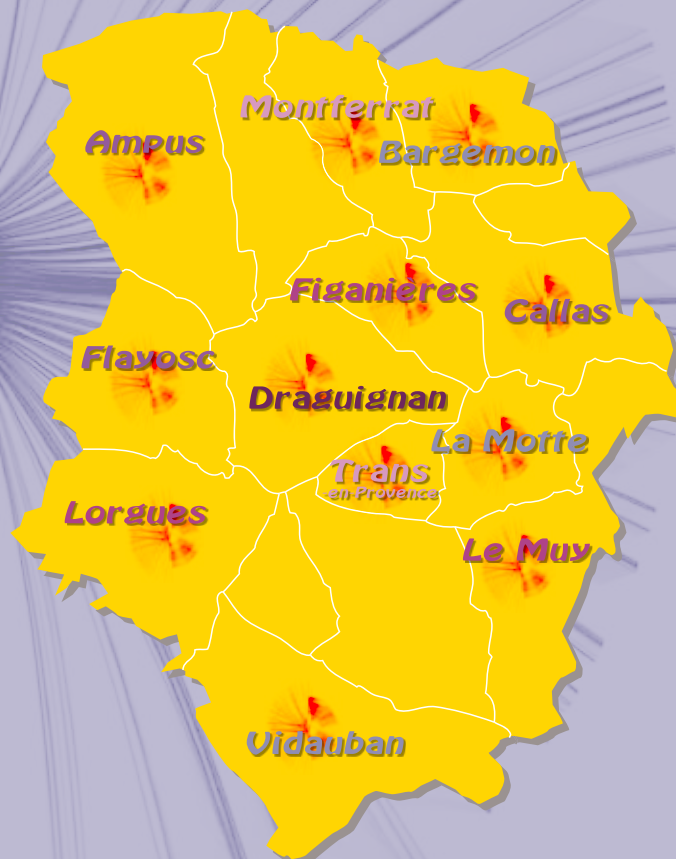 Montferrat
Ampus
Bargemon
Figanières
Callas
Flayosc
Draguignan
La Motte
Trans
en-Provence
Lorgues
Le Muy
Vidauban